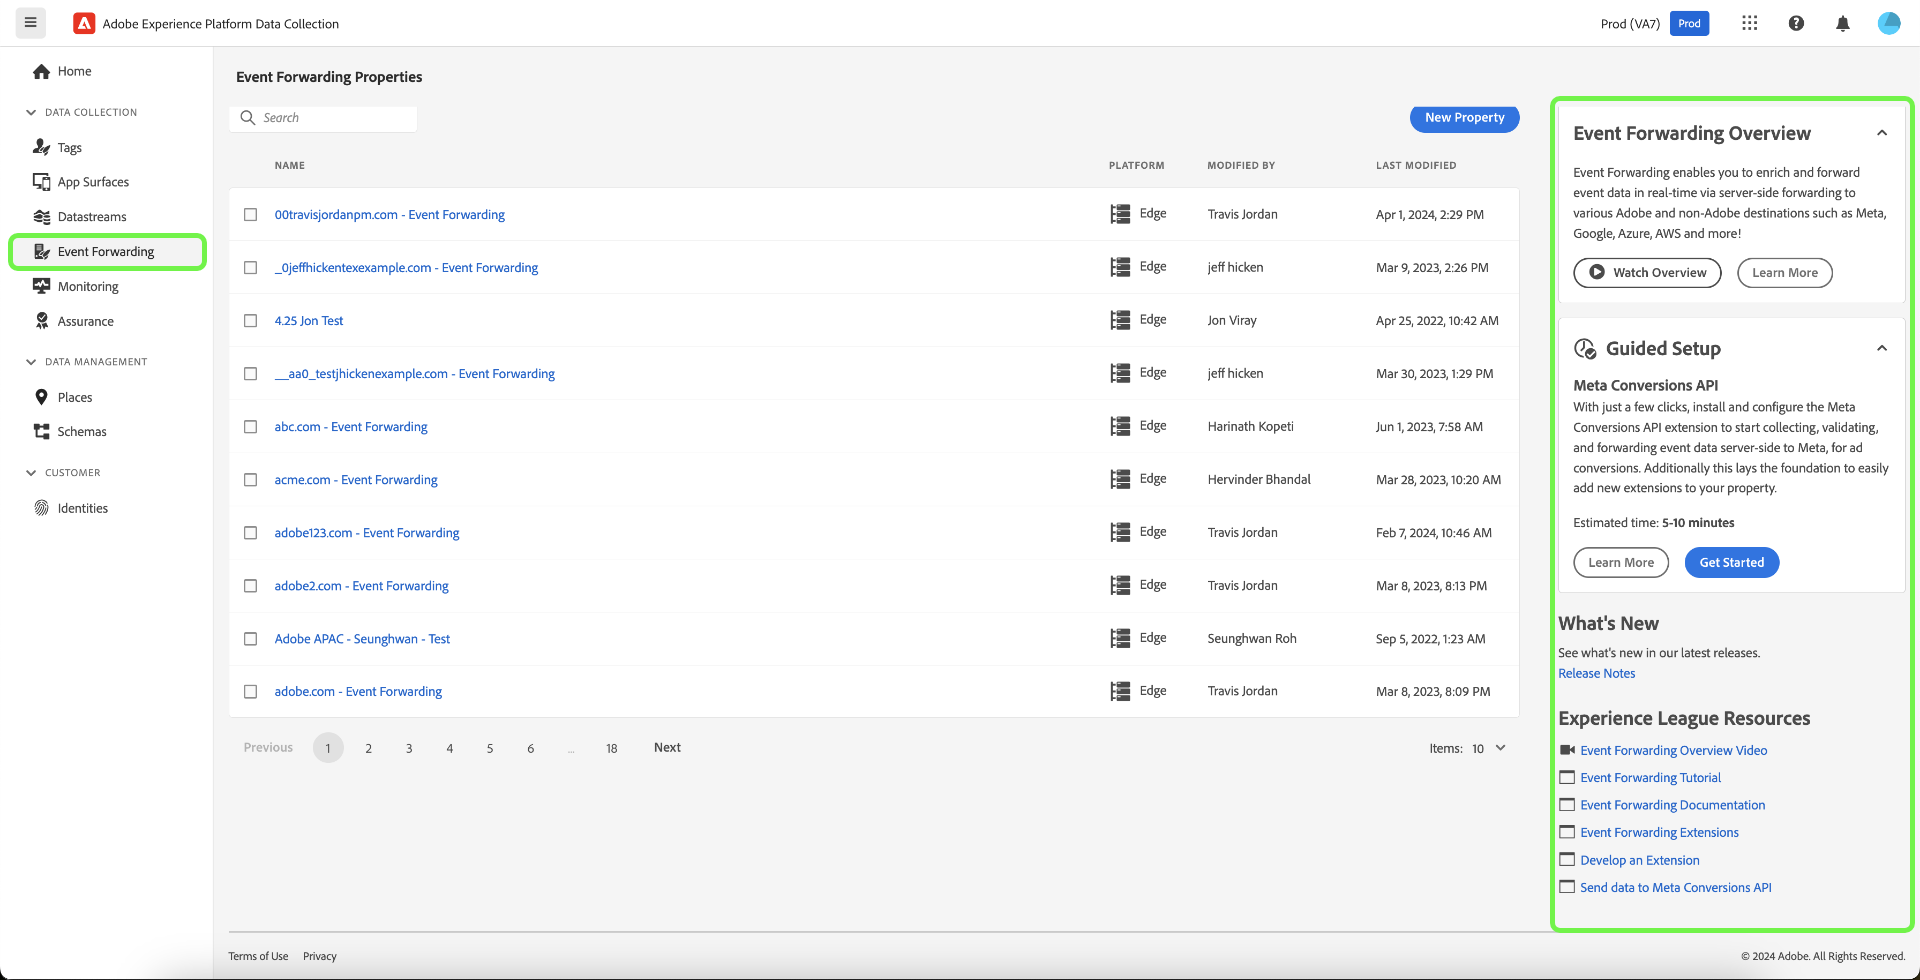 Adobe Experience Platform Data Collection
Prod (VA7) Prod
Home
DATA COLLECTION
Tags
App Surfaces
Datastreams
Event Forwarding
Monitoring
Assurance
DATA MANAGEMENT
Places
Schemas
CUSTOMER
Identities
Event Forwarding Properties
Search
New Property
NAME PLATFORM MODIFIED BY LAST MODIFIED
00travisjordanpm.com - Event Forwarding Edge Travis Jordan Apr 1, 2024, 2:29 PM
_0jeffhickentexexample.com - Event Forwarding Edge jeff hicken Mar 9, 2023, 2:26 PM
4.25 Jon Test Edge Jon Viray Apr 25, 2022, 10:42 AM
__aa0_testjhickenexample.com - Event Forwarding Edge jeff hicken Mar 30, 2023, 1:29 PM
abc.com - Event Forwarding Edge Harinath Kopeti Jun 1, 2023, 7:58 AM
acme.com - Event Forwarding Edge Hervinder Bhandal Mar 28, 2023, 10:20 AM
adobe123.com - Event Forwarding Edge Travis Jordan Feb 7, 2024, 10:46 AM
adobe2.com - Event Forwarding Edge Travis Jordan Mar 8, 2023, 8:13 PM
Adobe APAC - Seunghwan - Test Edge Seunghwan Roh Sep 5, 2022, 1:23 AM
adobe.com - Event Forwarding Edge Travis Jordan Mar 8, 2023, 8:09 PM
Previous 1 2 3 4 5 6 ... 18 Next Items: 10
Event Forwarding Overview
Event Forwarding enables you to enrich and forward
event data in real-time via server-side forwarding to
various Adobe and non-Adobe destinations such as Meta,
Google, Azure, AWS and more!
Watch Overview Learn More
Guided Setup
Meta Conversions API
With just a few clicks, install and configure the Meta
Conversions API extension to start collecting, validating,
and forwarding event data server-side to Meta, for ad
conversions. Additionally this lays the foundation to easily
add new extensions to your property.
Estimated time: 5-10 minutes
Learn More Get Started
What's New
See what's new in our latest releases.
Release Notes
Experience League Resources
Event Forwarding Overview Video
Event Forwarding Tutorial
Event Forwarding Documentation
Event Forwarding Extensions
Develop an Extension
Send data to Meta Conversions API
Terms of Use Privacy © 2024 Adobe. All Rights Reserved.